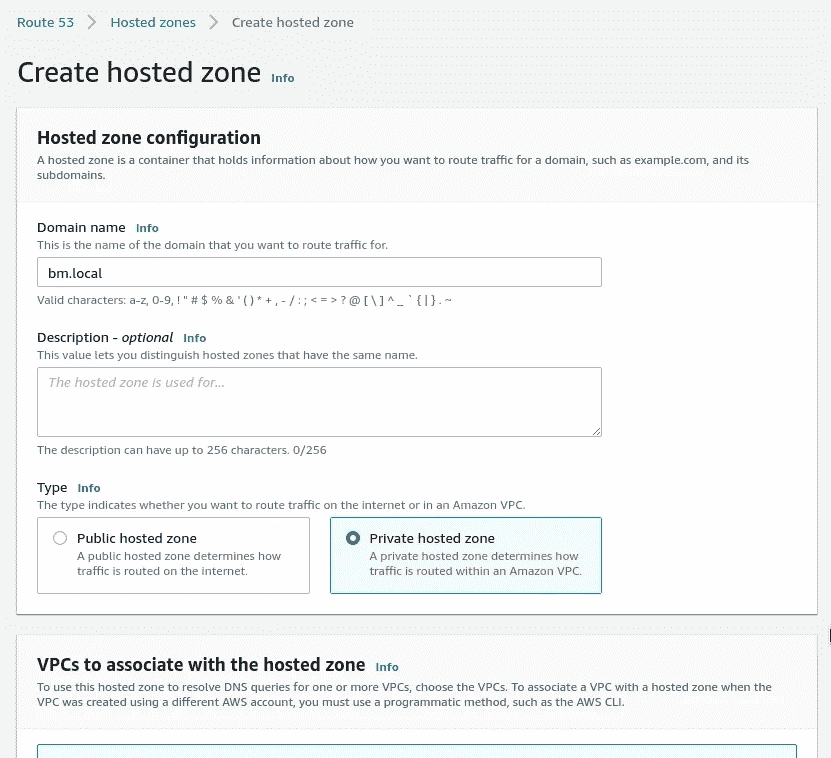 Route 53 > Hosted zones > Create hosted zone
Create hosted zone Info
Hosted zone configuration
A hosted zone is a container that holds information about how you want to route traffic for a domain, such as example.com, and its
subdomains.
Domain name Info
This is the name of the domain that you want to route traffic for.
bm.local
Valid characters: a-z, 0-9, ! " # $ % & ' ( ) * + , - / : ; < = > ? @ [ \ ] ^ _ ` { | } . ~
Description - optional Info
This value lets you distinguish hosted zones that have the same name.
The hosted zone is used for...
The description can have up to 256 characters. 0/256
Type Info
The type indicates whether you want to route traffic on the internet or in an Amazon VPC.
Public hosted zone
A public hosted zone determines how
traffic is routed on the internet.
Private hosted zone
A private hosted zone determines how
traffic is routed within an Amazon VPC.
VPCs to associate with the hosted zone Info
To use this hosted zone to resolve DNS queries for one or more VPCs, choose the VPCs. To associate a VPC with a hosted zone when the
VPC was created using a different AWS account, you must use a programmatic method, such as the AWS CLI.